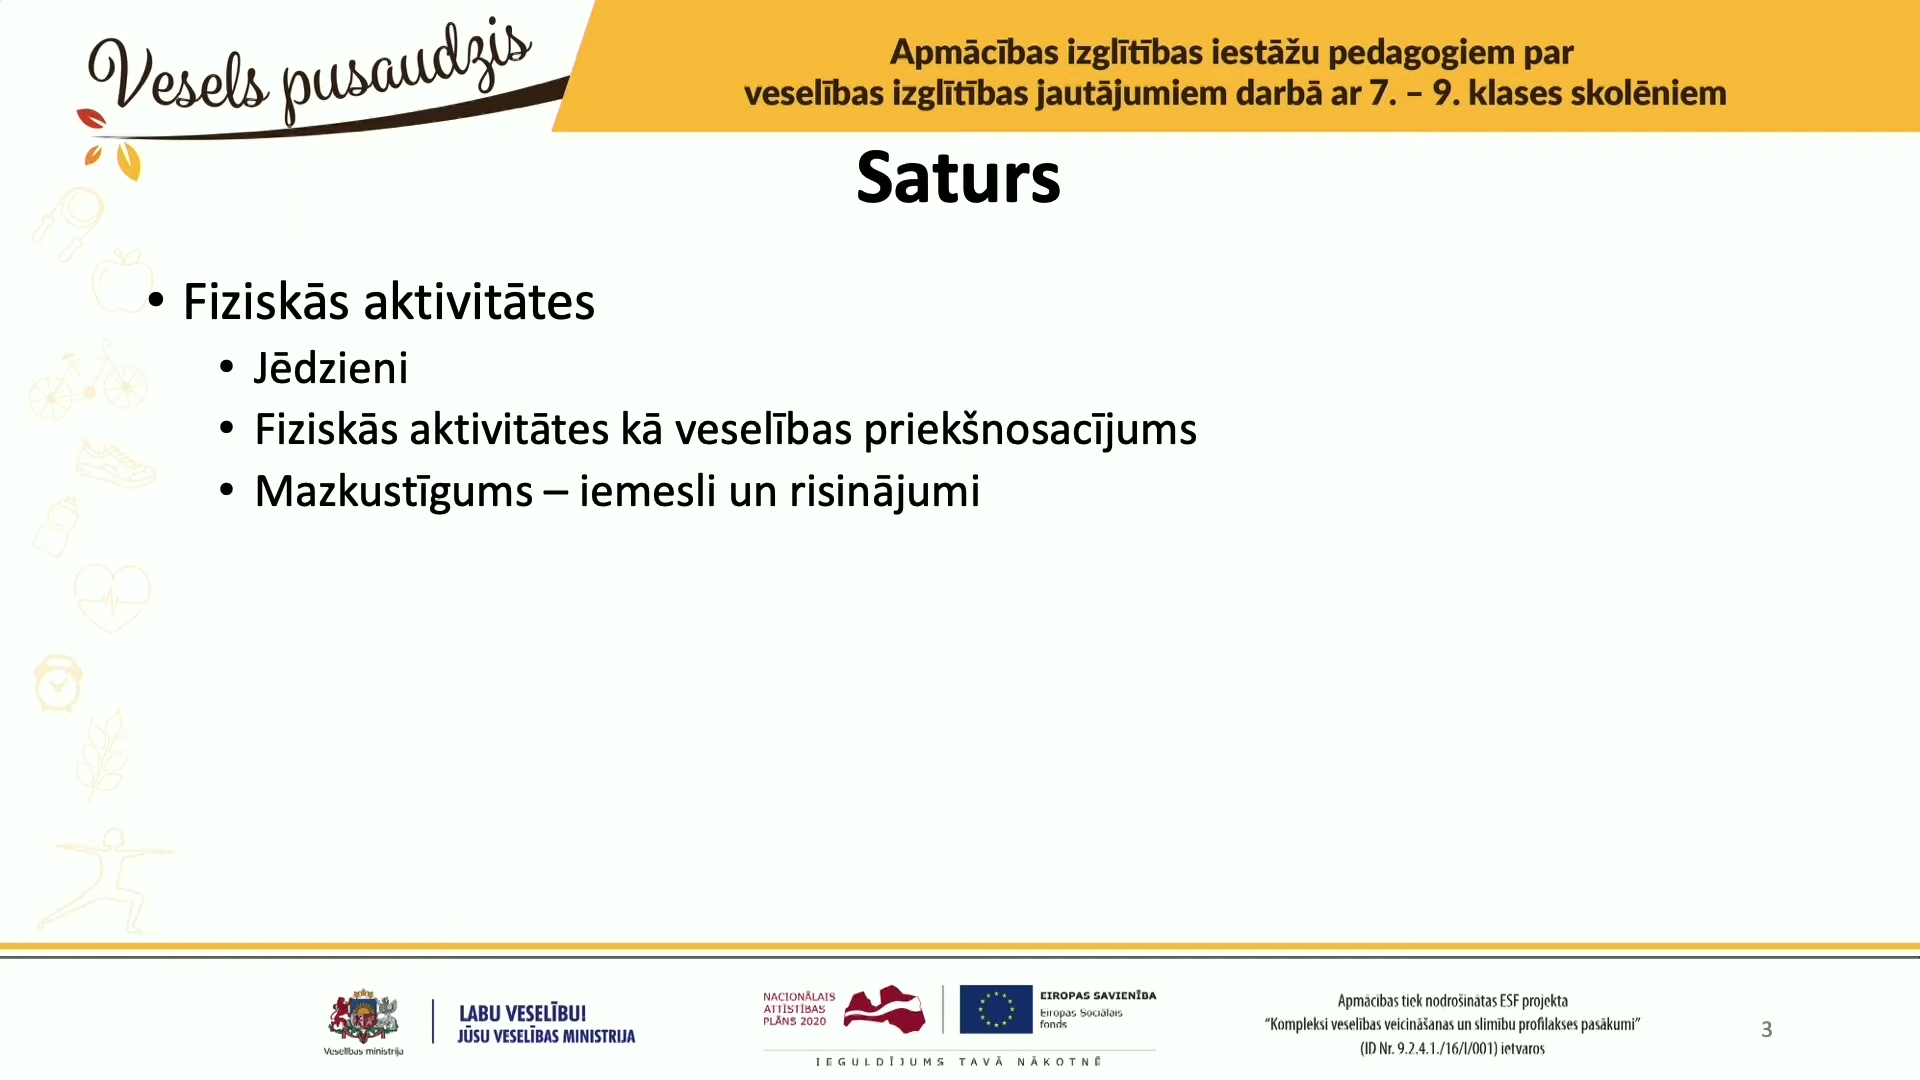 Vesels pusaudzis
Apmācības izglītības iestāžu pedagogiem par
veselības izglītības jautājumiem darbā ar 7. – 9. klases skolēniem
Saturs
• Fiziskās aktivitātes
• Jēdzieni
• Fiziskās aktivitātes kā veselības priekšnosacījums
• Mazkustīgums – iemesli un risinājumi
Veselības ministrija
LABU VESELĪBU!
JŪSU VESELĪBAS MINISTRIJA
NACIONĀLAIS
ATTĪSTĪBAS
PLĀNS 2020
EIROPAS SAVIENĪBA
Eiropas Sociālais
fonds
IEGULDĪJUMS TAVĀ NĀKOTNĒ
Apmācības tiek nodrošinātas ESF projekta
“Kompleksi veselības veicināšanas un slimību profilakses pasākumi”
(ID Nr. 9.2.4.1./16/I/001) ietvaros
3